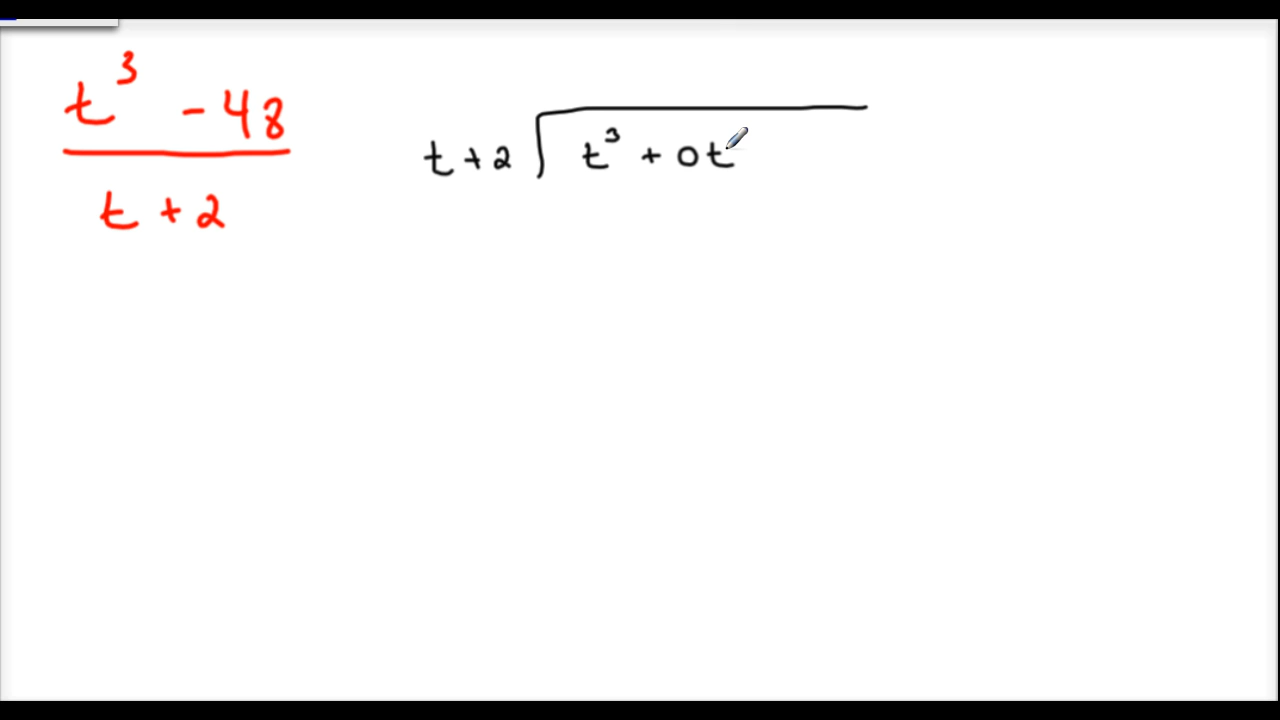 t³ - 48
t + 2
t + 2 ) t³ + 0t